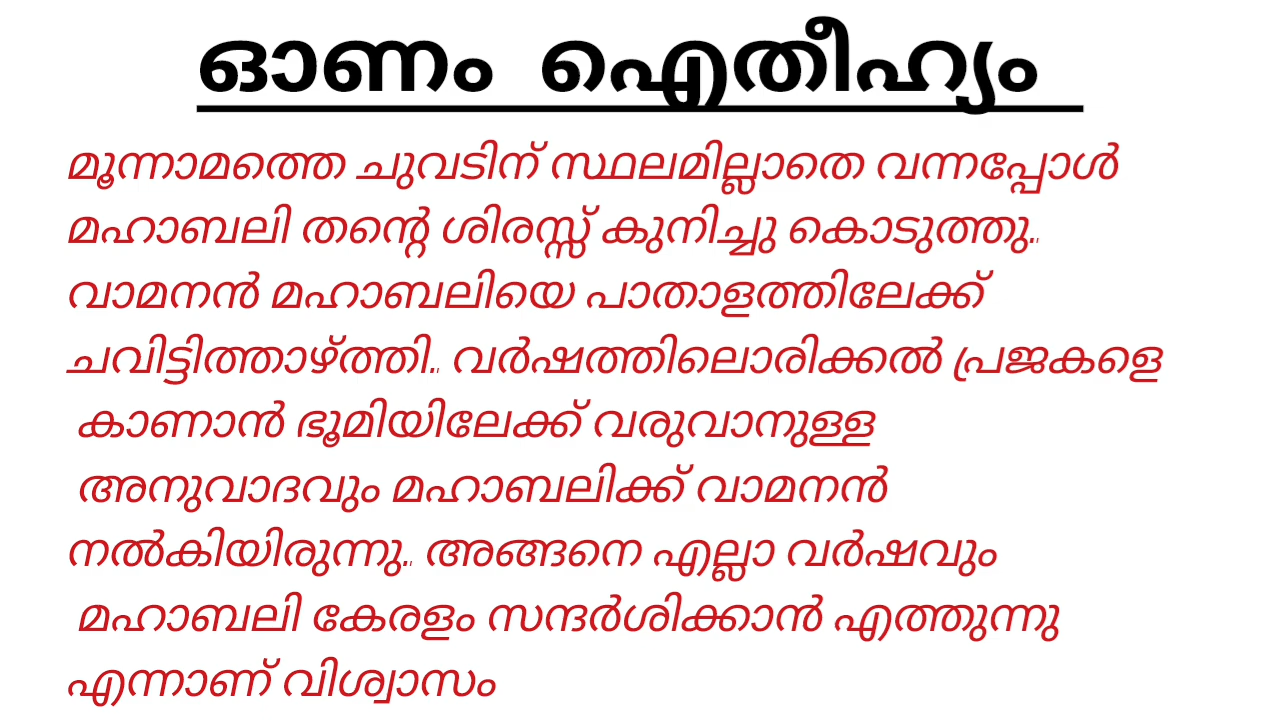 ഓണം ഐതീഹ്യം
മൂന്നാമത്തെ ചുവടിന് സ്ഥലമില്ലാതെ വന്നപ്പോൾ
മഹാബലി തന്റെ ശിരസ്സ് കുനിച്ചു കൊടുത്തു..
വാമനൻ മഹാബലിയെ പാതാളത്തിലേക്ക്
ചവിട്ടിത്താഴ്ത്തി.. വർഷത്തിലൊരിക്കൽ പ്രജകളെ
കാണാൻ ഭൂമിയിലേക്ക് വരുവാനുള്ള
അനുവാദവും മഹാബലിക്ക് വാമനൻ
നൽകിയിരുന്നു.. അങ്ങനെ എല്ലാ വർഷവും
മഹാബലി കേരളം സന്ദർശിക്കാൻ എത്തുന്നു
എന്നാണ് വിശ്വാസം